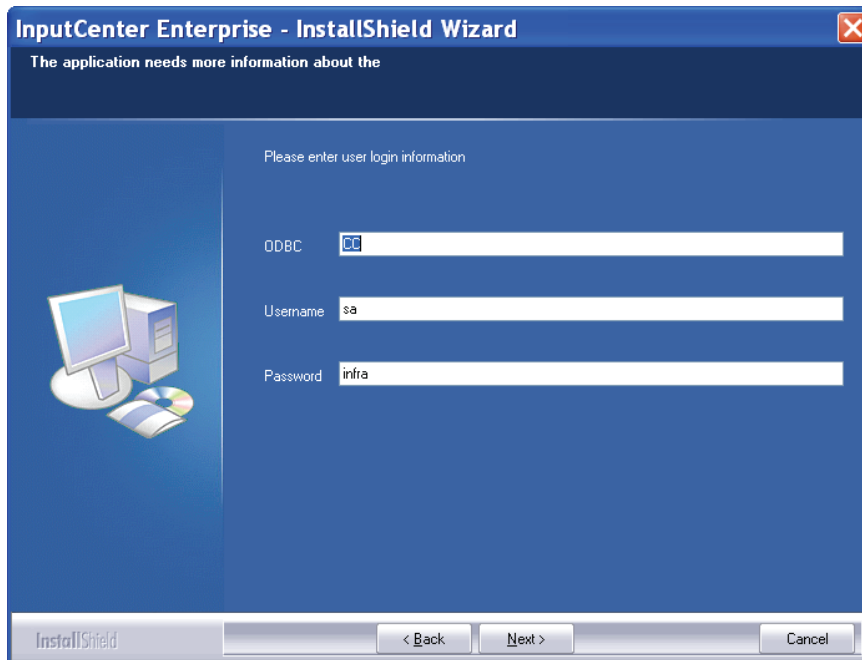 InputCenter Enterprise - InstallShield Wizard
The application needs more information about the
Please enter user login information
ODBC CC
Username sa
Password infra
InstallShield < Back Next > Cancel